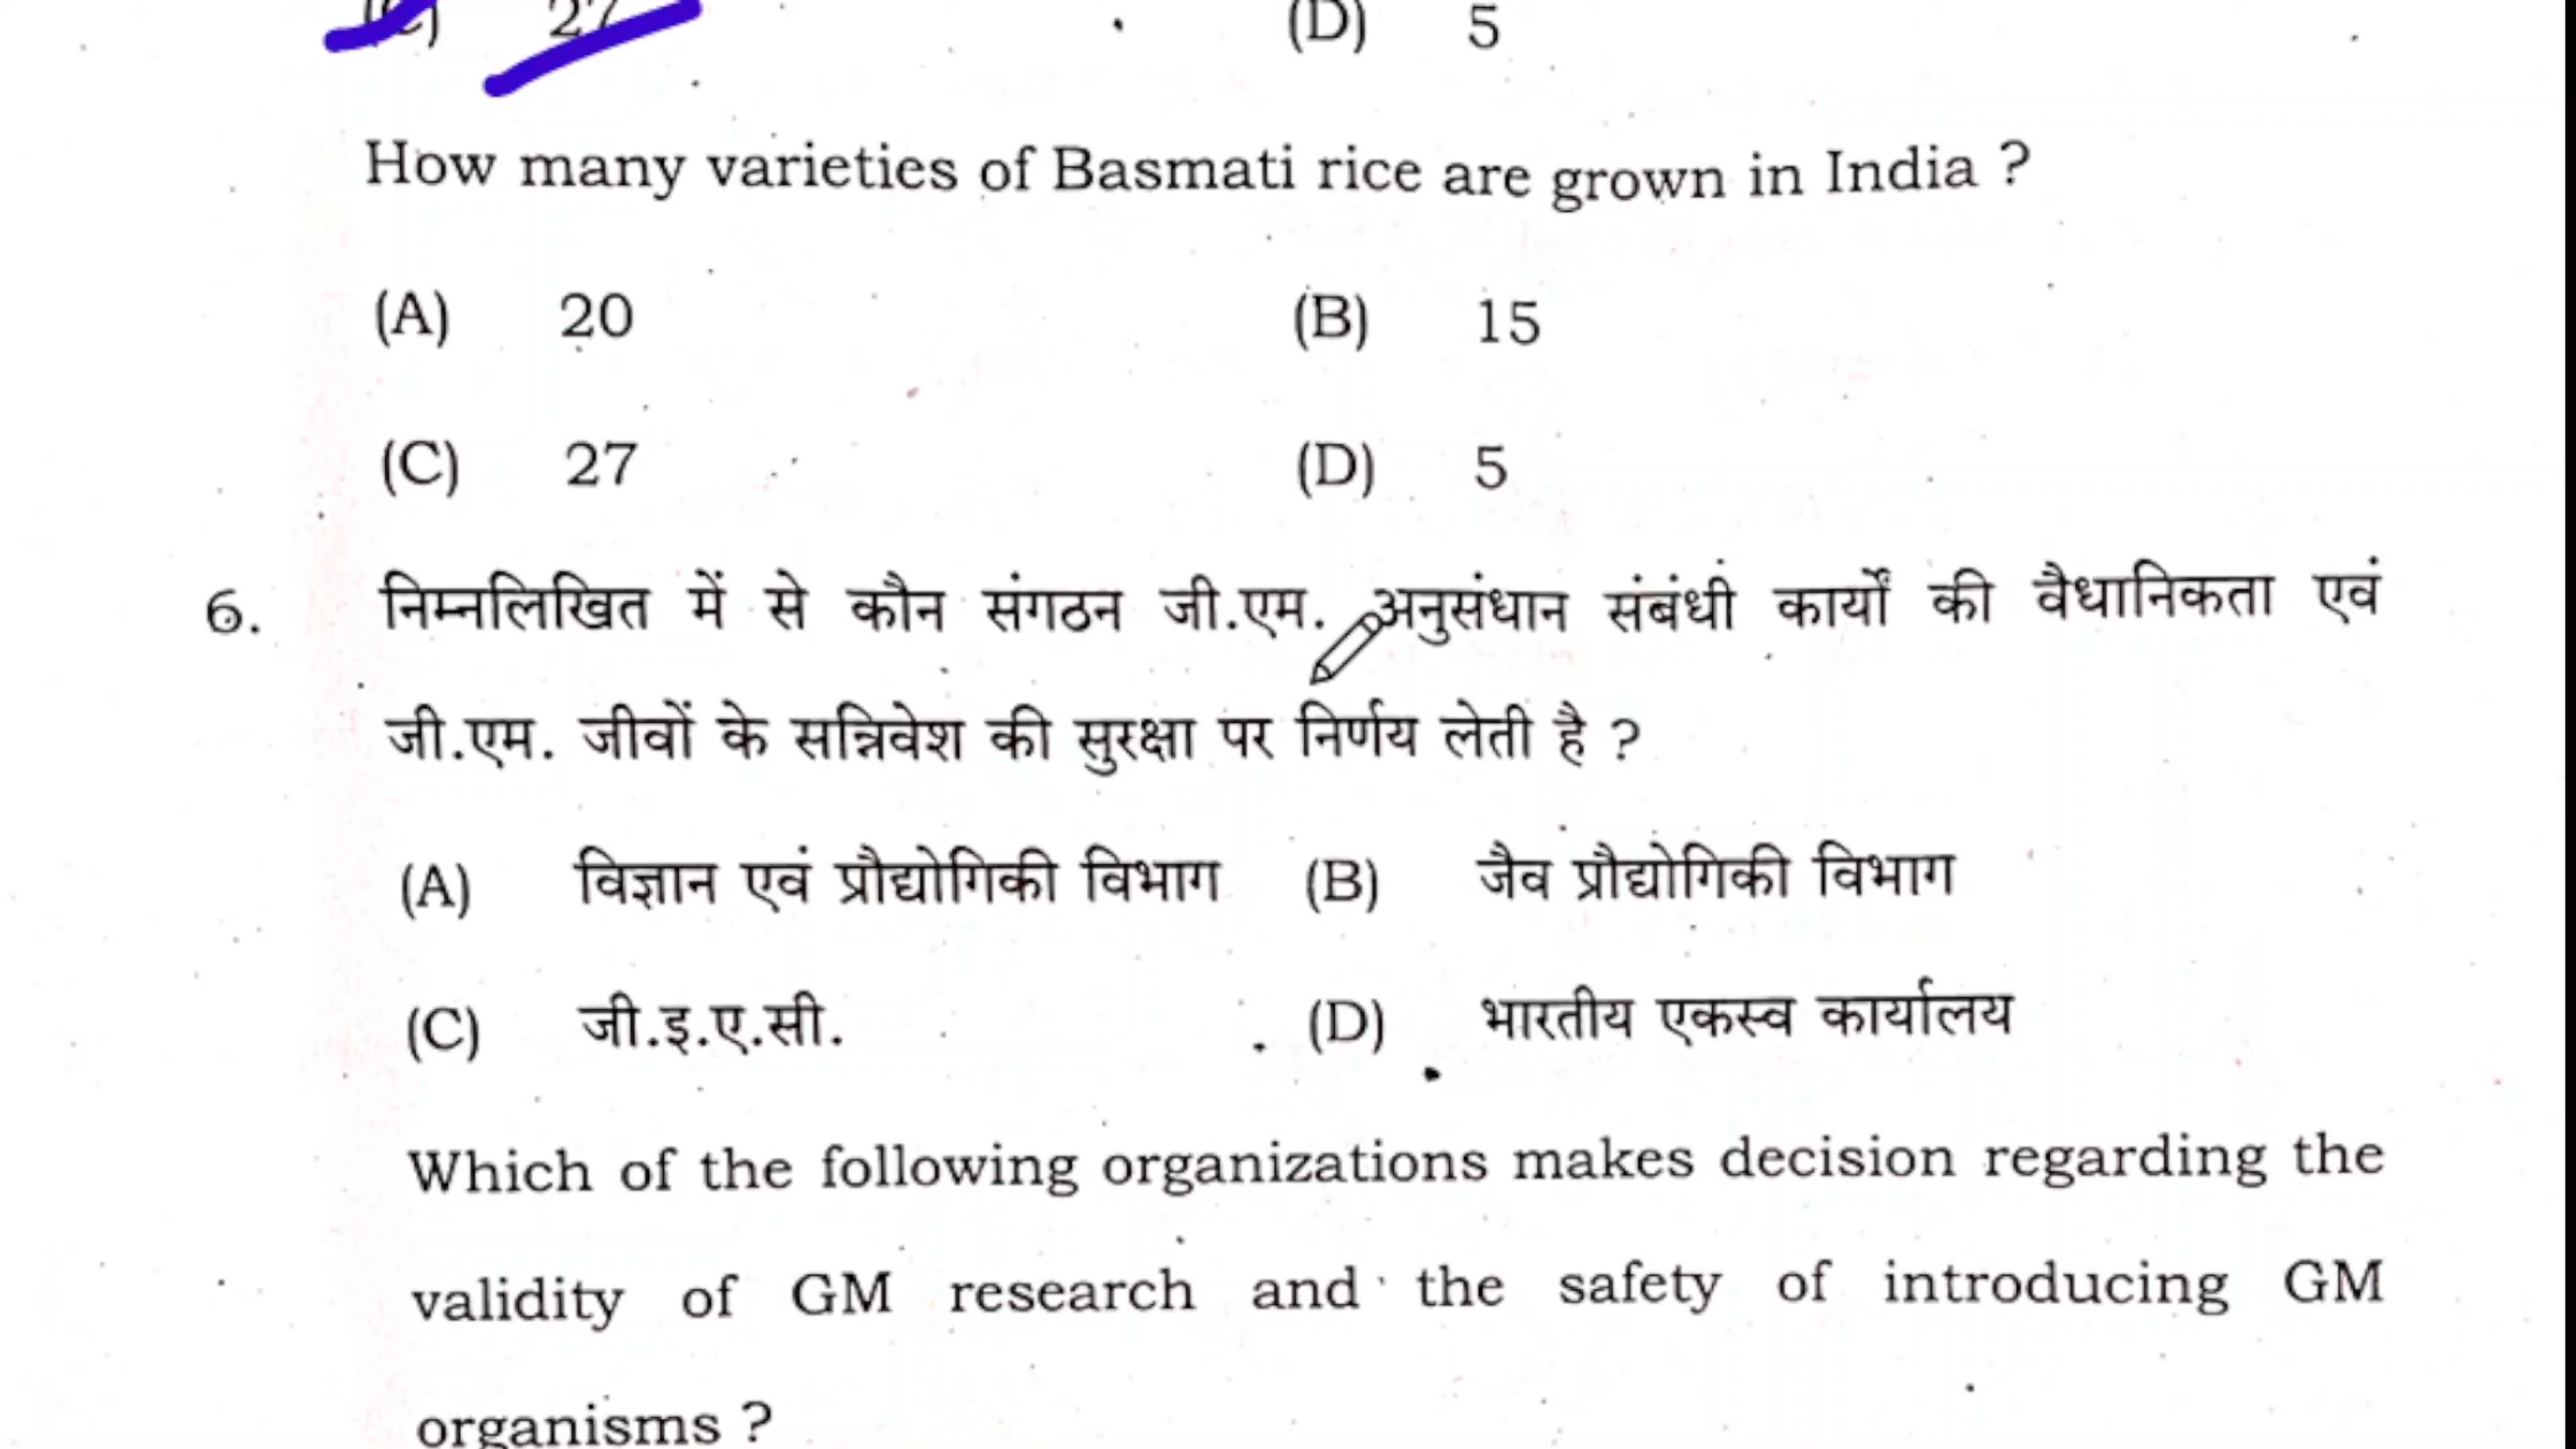 (C) 27 (D) 5
How many varieties of Basmati rice are grown in India ?
(A) 20 (B) 15
(C) 27 (D) 5
6. निम्नलिखित में से कौन संगठन जी.एम. अनुसंधान संबंधी कार्यों की वैधानिकता एवं
जी.एम. जीवों के सन्निवेश की सुरक्षा पर निर्णय लेती है ?
(A) विज्ञान एवं प्रौद्योगिकी विभाग (B) जैव प्रौद्योगिकी विभाग
(C) जी.इ.ए.सी. (D) भारतीय एकस्व कार्यालय
Which of the following organizations makes decision regarding the
validity of GM research and the safety of introducing GM
organisms ?